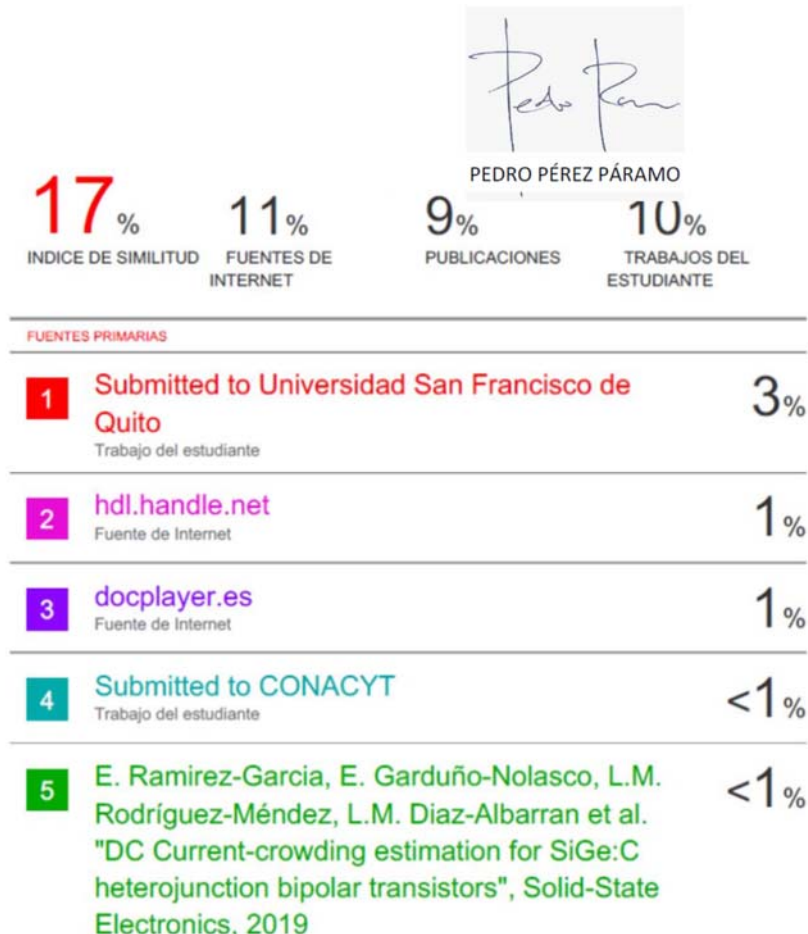 Pedro
PEDRO PÉREZ PÁRAMO
17%
INDICE DE SIMILITUD
11%
FUENTES DE
INTERNET
9%
PUBLICACIONES
10%
TRABAJOS DEL
ESTUDIANTE
FUENTES PRIMARIAS
1
Submitted to Universidad San Francisco de
Quito
Trabajo del estudiante
3%
2
hdl.handle.net
Fuente de Internet
1%
3
docplayer.es
Fuente de Internet
1%
4
Submitted to CONACYT
Trabajo del estudiante
<1%
5
E. Ramirez-Garcia, E. Garduño-Nolasco, L.M.
Rodríguez-Méndez, L.M. Diaz-Albarran et al.
"DC Current-crowding estimation for SiGe:C
heterojunction bipolar transistors", Solid-State
Electronics, 2019
<1%